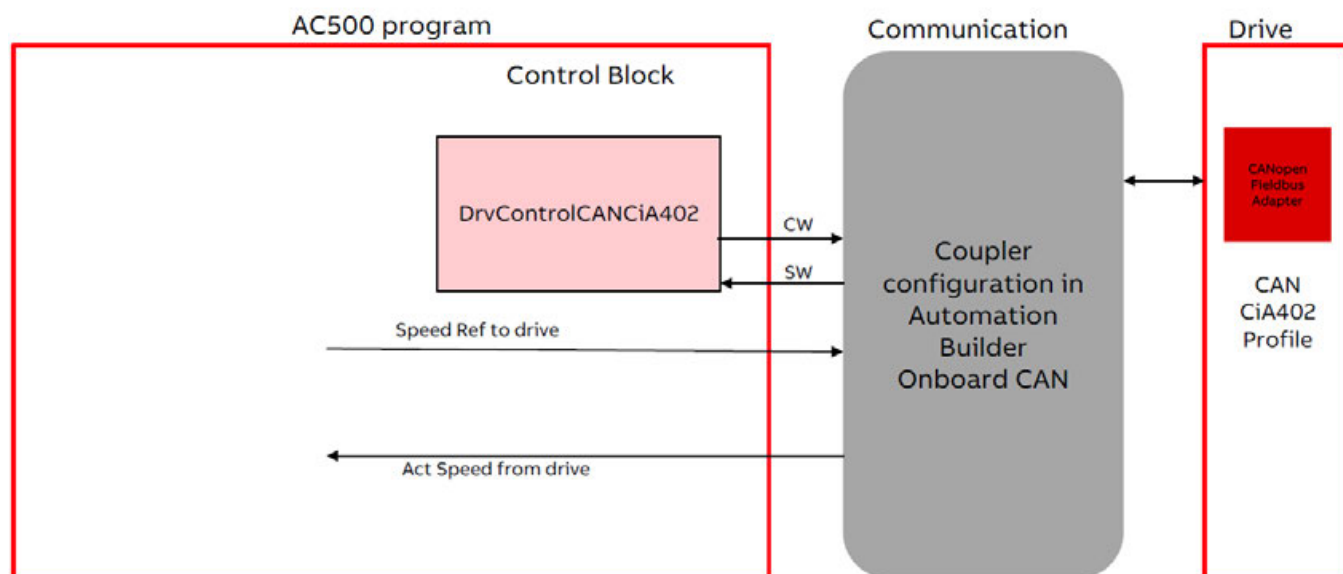 AC500 program
Communication
Drive
Control Block
DrvControlCANCiA402
CW
SW
Speed Ref to drive
Act Speed from drive
Coupler
configuration in
Automation
Builder
Onboard CAN
CANopen
Fieldbus
Adapter
CAN
CiA402
Profile